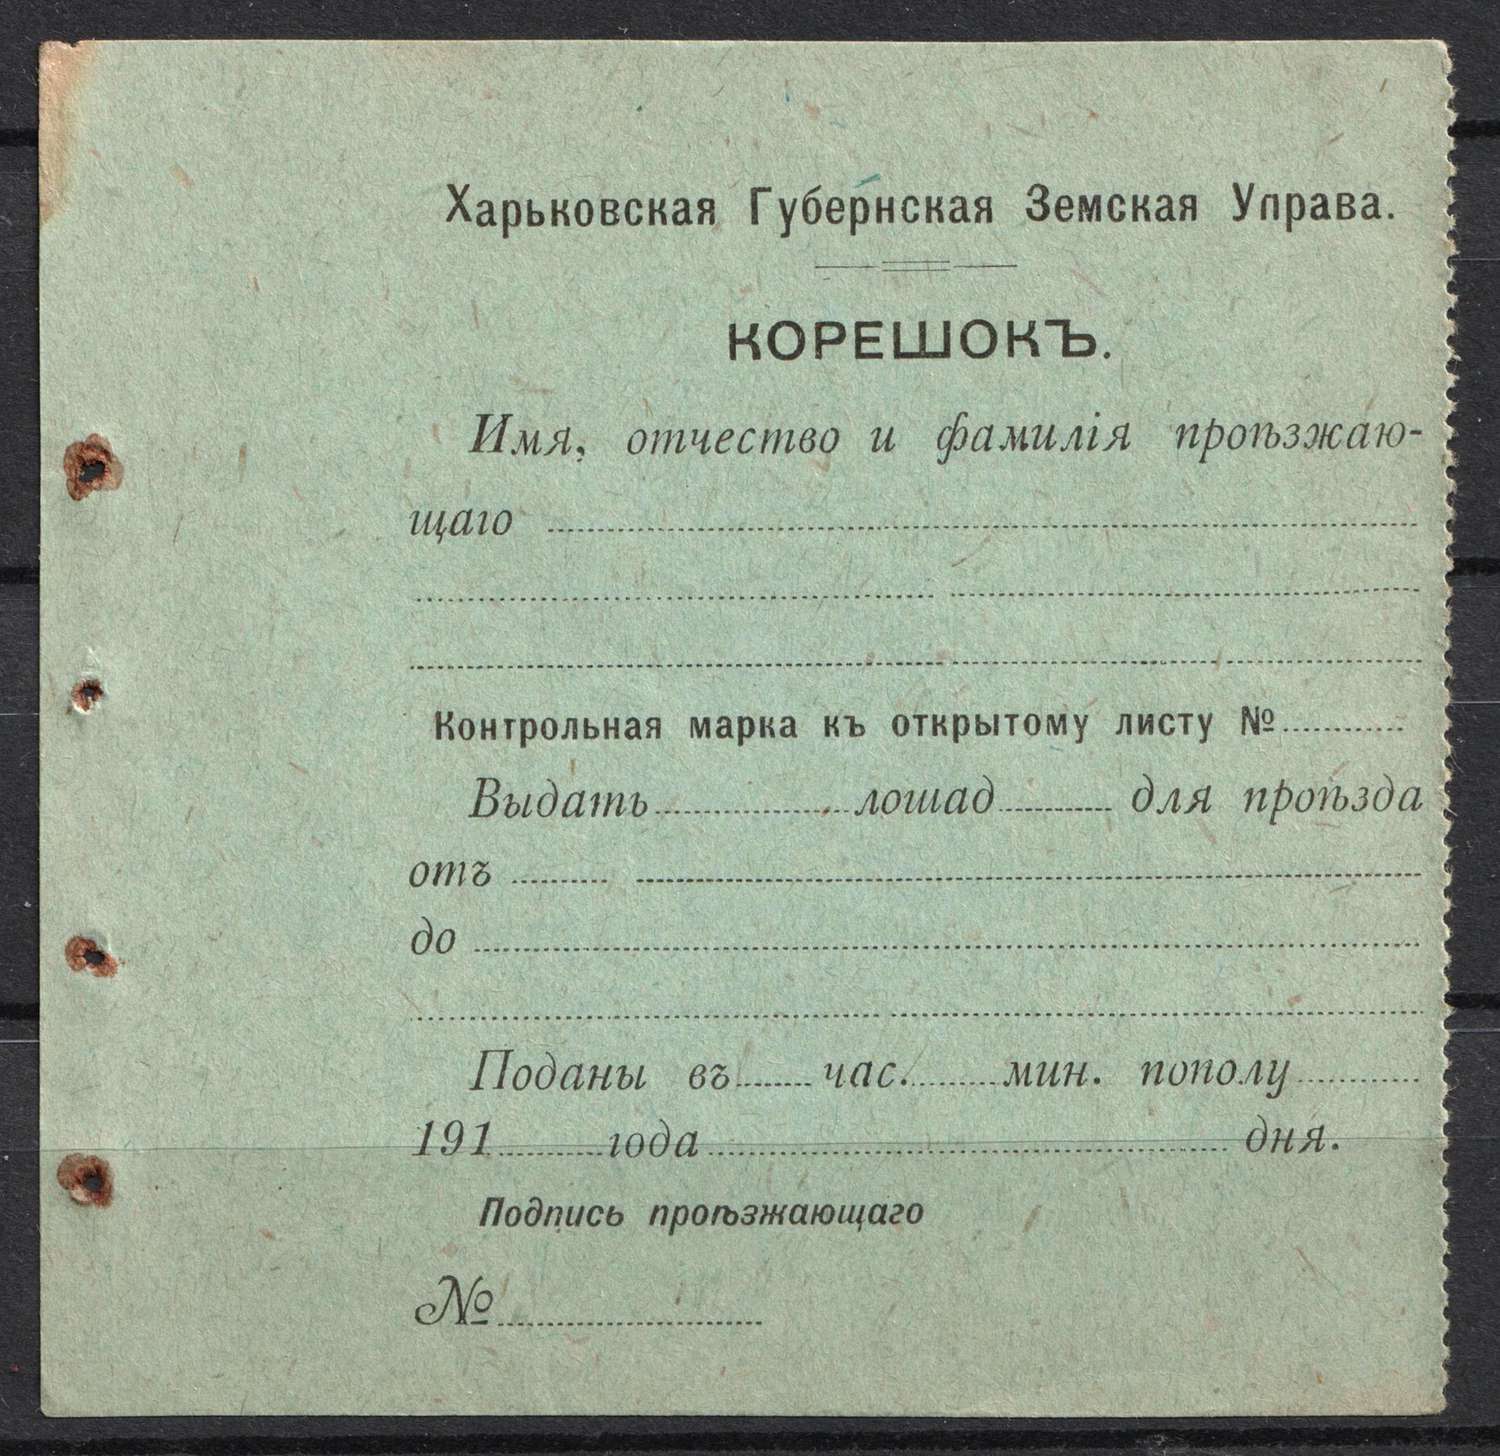 Харьковская Губернская Земская Управа.
КОРЕШОКЪ.
Имя, отчество и фамилія проѣзжаю-
щаго
Контрольная марка къ открытому листу №
Выдать лошад для проѣзда
отъ
до
Поданы въ час. мин. пополу
191 года дня.
Подпись проѣзжающаго
№